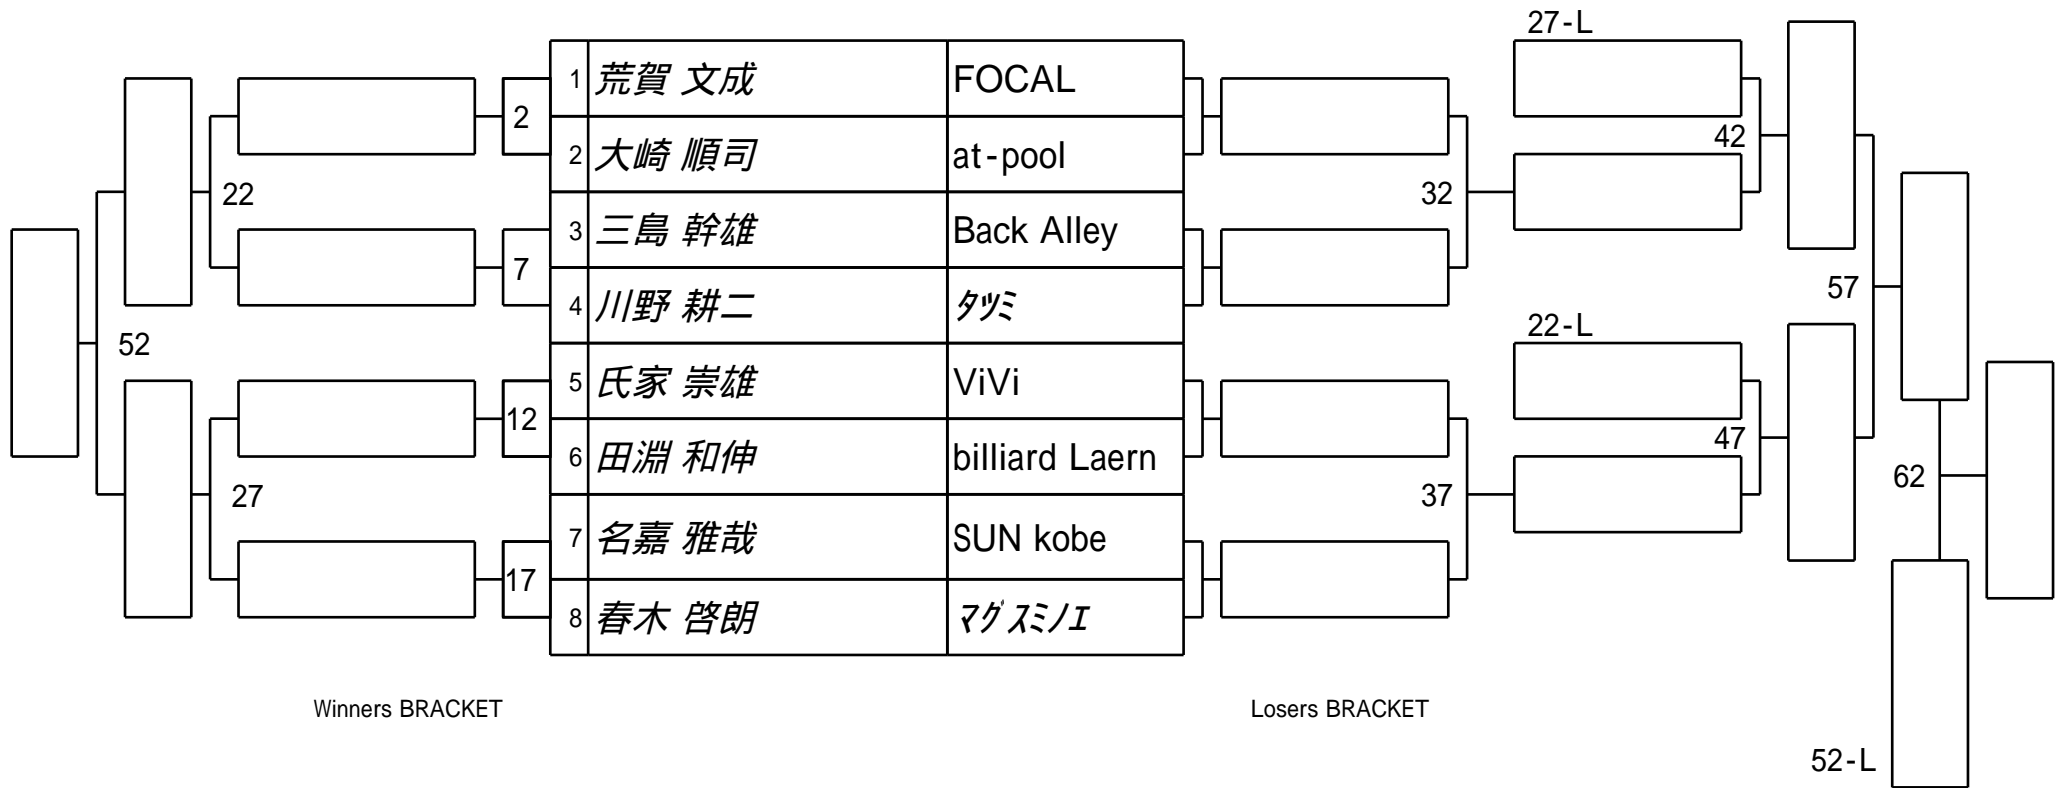 27-L
1 荒賀 文成 FOCAL
2
2 大崎 順司 at-pool
42
22
32
3 三島 幹雄 Back Alley
7
4 川野 耕二 ﾀﾂﾐ
57
22-L
52
5 氏家 崇雄 ViVi
12
47
6 田淵 和伸 billiard Laern
62
27
37
7 名嘉 雅哉 SUN kobe
17
8 春木 啓朗 ﾏｸﾞｽﾐﾉｴ
Winners BRACKET
Losers BRACKET
52-L